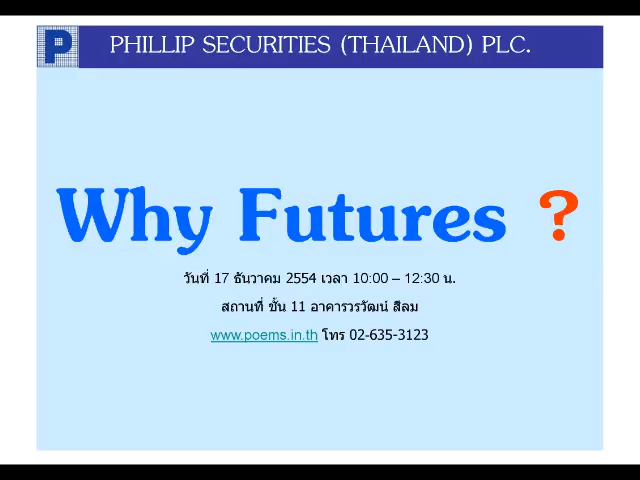 P
PHILLIP SECURITIES (THAILAND) PLC.
Why Futures ?
วันที่ 17 ธันวาคม 2554 เวลา 10:00 – 12:30 น.
สถานที่ ชั้น 11 อาคารวรวัฒน์ สีลม
www.poems.in.th โทร 02-635-3123